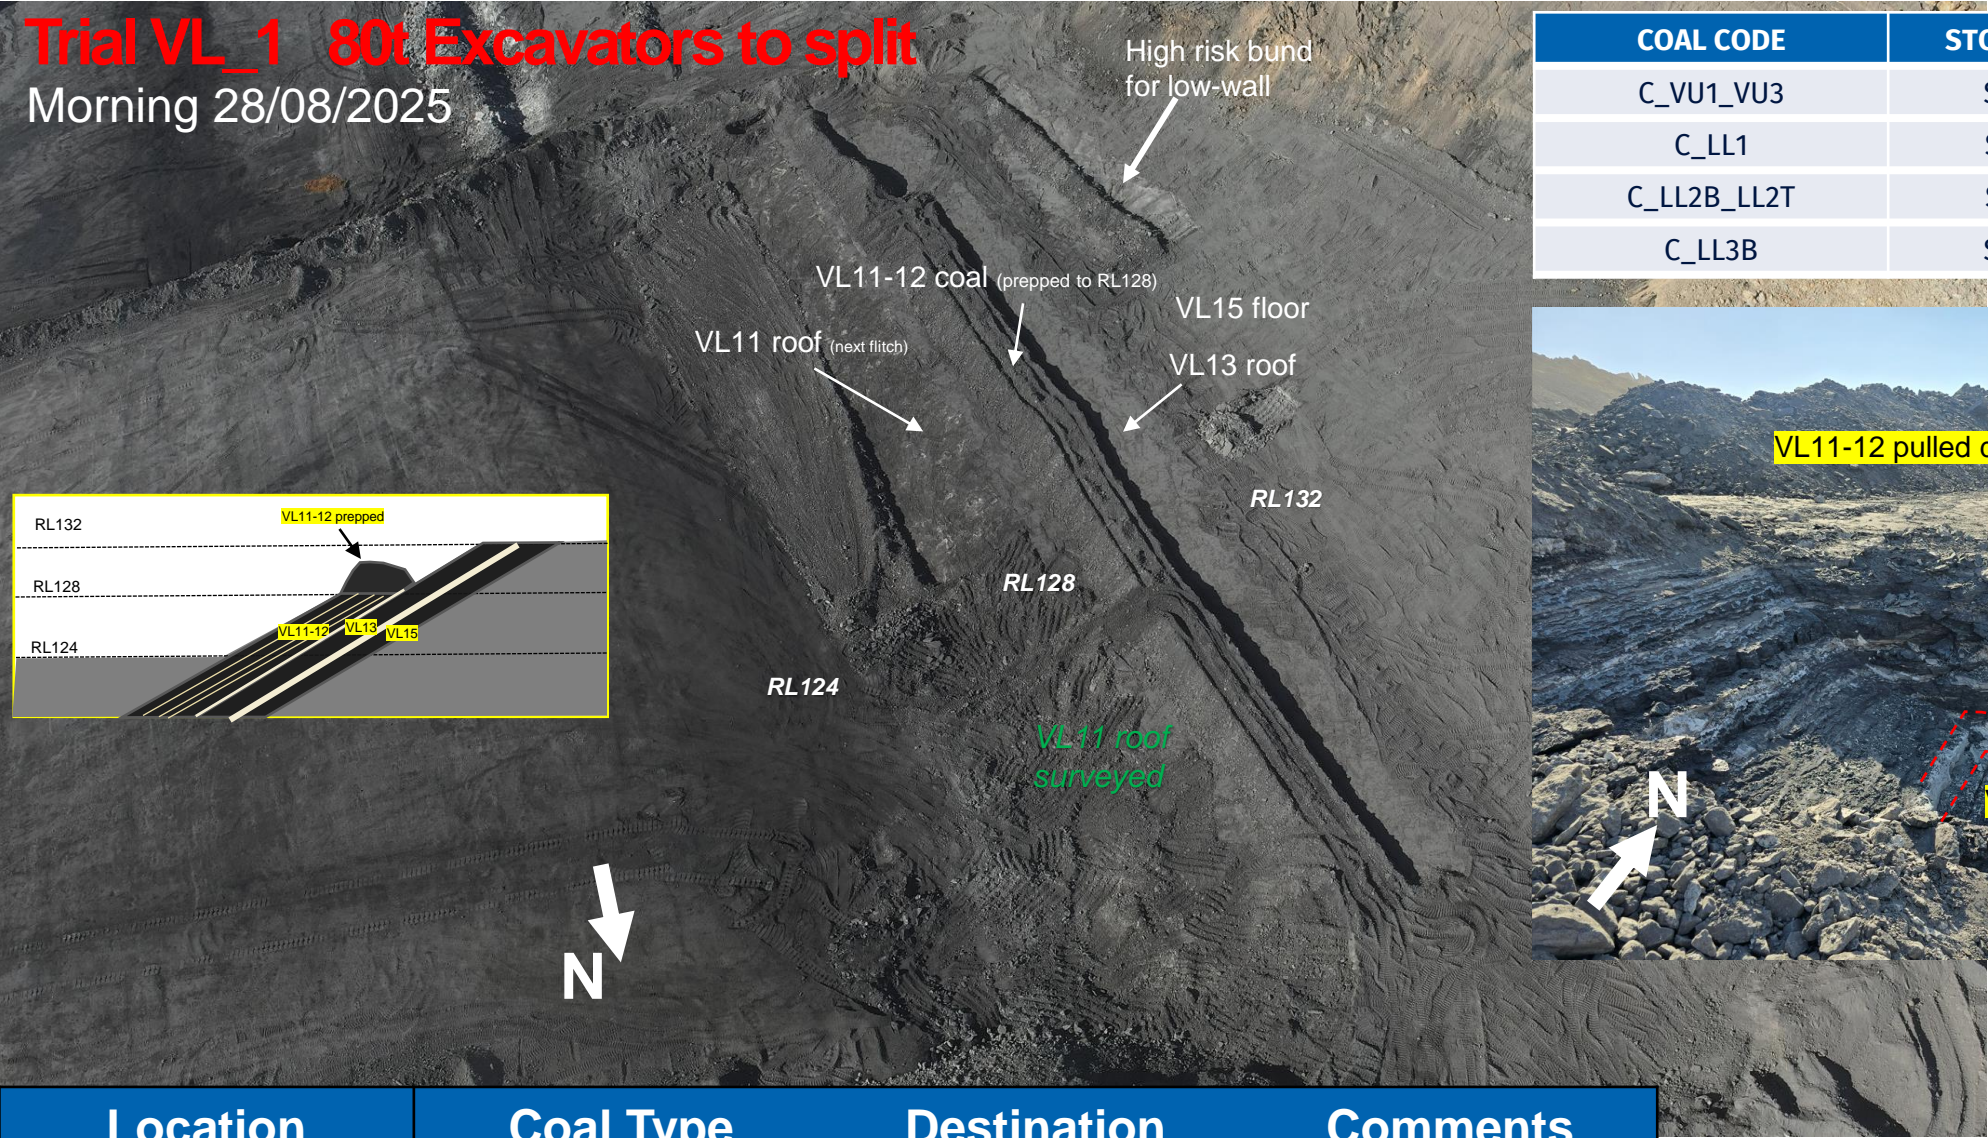 Trial VL_1 80t Excavators to split
Morning 28/08/2025
High risk bund
for low-wall
COAL CODE
C_VU1_VU3
C_LL1
C_LL2B_LL2T
C_LL3B
VL11-12 coal (prepped to RL128)
VL15 floor
VL11 roof (next flitch)
VL13 roof
VL11-12 pulled
RL132
RL132
VL11-12 prepped
RL128
RL128
VL11-12
VL13
VL15
RL124
RL124
VL11 roof
surveyed
N
N
Location
Coal Type
Destination
Comments